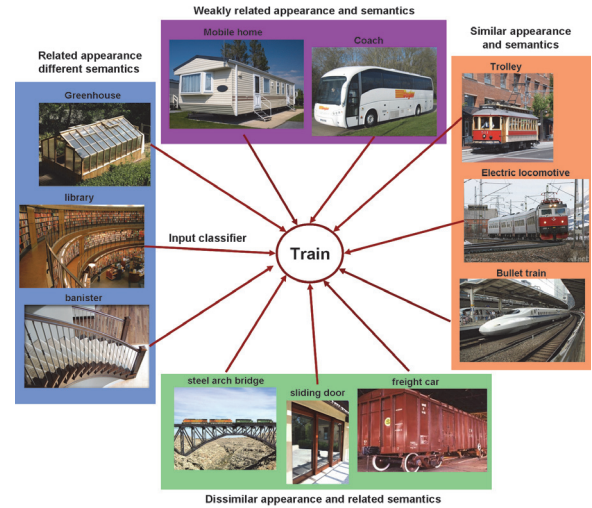 Weakly related appearance and semantics
Mobile home
Coach
Related appearance
different semantics
Greenhouse
library
Input classifier
banister
Similar appearance
and semantics
Trolley
Electric locomotive
Bullet train
Train
steel arch bridge
sliding door
freight car
Dissimilar appearance and related semantics